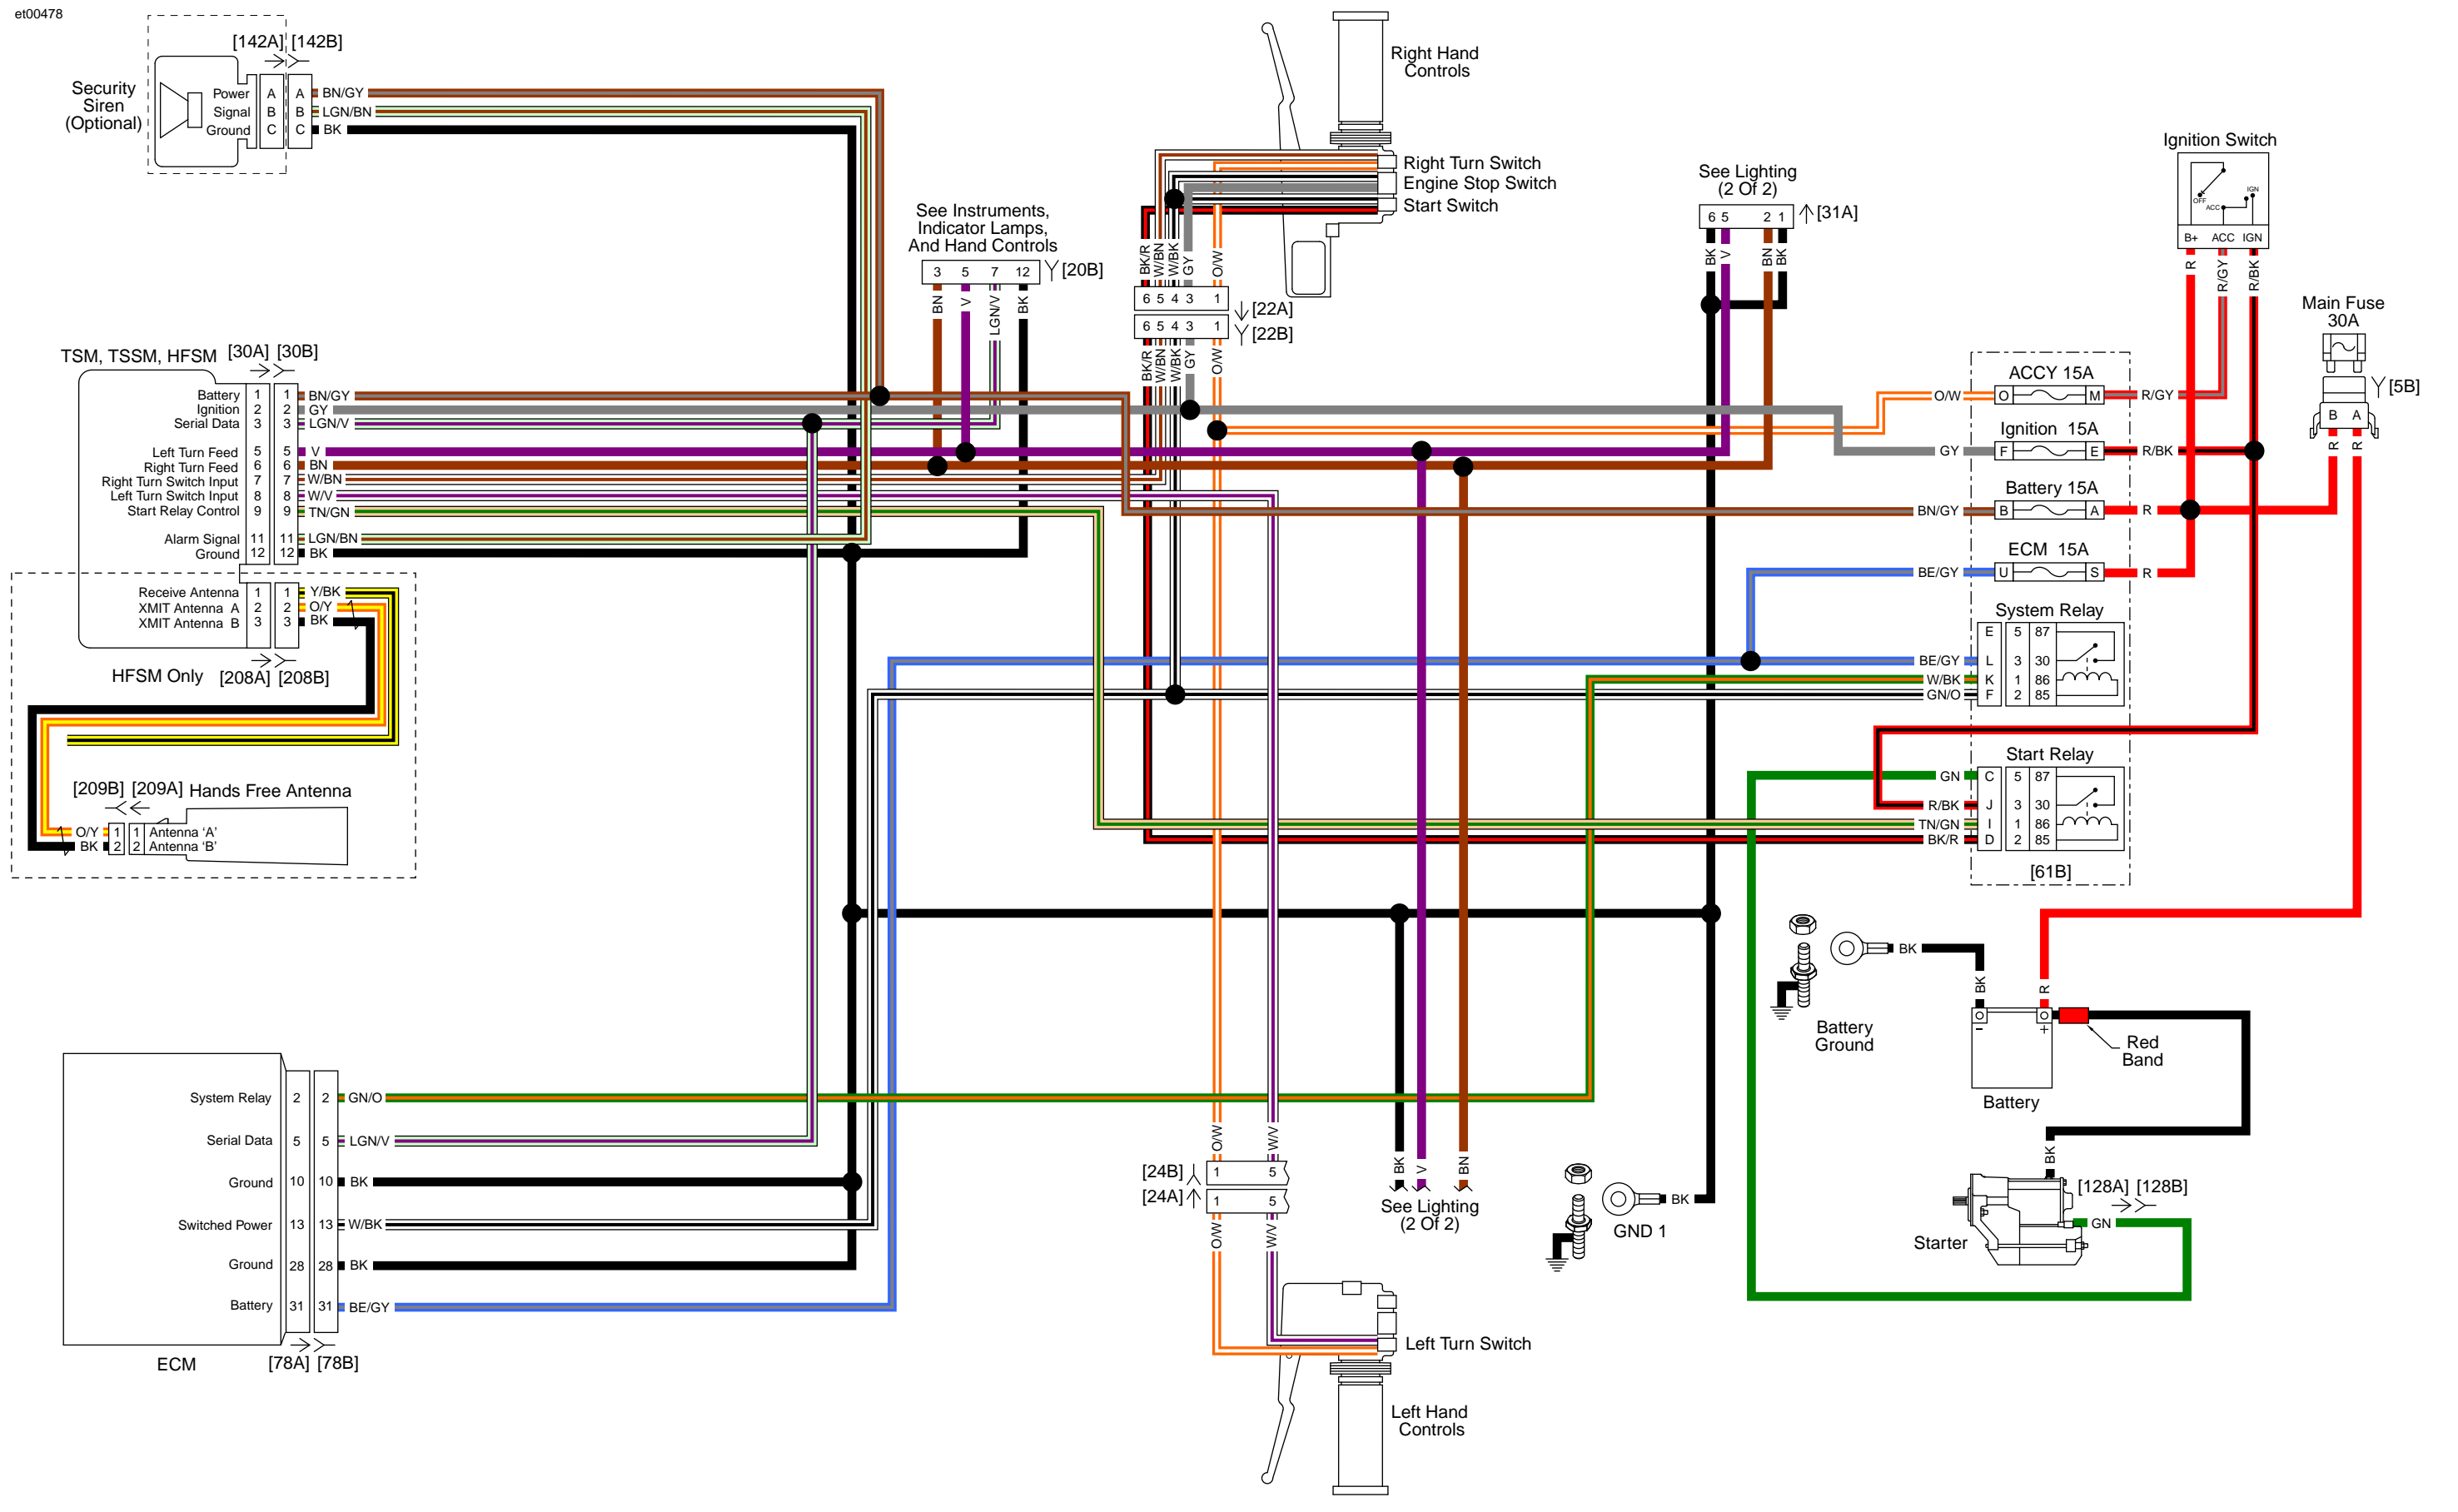 et00478
[142A] [142B]
Security
Siren
(Optional)
Power A A BN/GY
Signal B B LGN/BN
Ground C C BK
Right Hand
Controls
Right Turn Switch
Engine Stop Switch
Start Switch
BK/R W/BN W/BK GY O/W
6 5 4 3 1 [22A]
6 5 4 3 1 [22B]
BK/R W/BN W/BK GY O/W
See Instruments,
Indicator Lamps,
And Hand Controls
3 5 7 12 [20B]
BN V LGN/V BK
See Lighting
(2 Of 2)
6 5 2 1 [31A]
BK V BN BK
Ignition Switch
OFF ACC IGN
B+ ACC IGN
R R/GY R/BK
Main Fuse
30A
[5B]
B A
R R
TSM, TSSM, HFSM [30A] [30B]
Battery 1 1 BN/GY
Ignition 2 2 GY
Serial Data 3 3 LGN/V
Left Turn Feed 5 5 V
Right Turn Feed 6 6 BN
Right Turn Switch Input 7 7 W/BN
Left Turn Switch Input 8 8 W/V
Start Relay Control 9 9 TN/GN
Alarm Signal 11 11 LGN/BN
Ground 12 12 BK
Receive Antenna 1 1 Y/BK
XMIT Antenna A 2 2 O/Y
XMIT Antenna B 3 3 BK
HFSM Only [208A] [208B]
[209B] [209A] Hands Free Antenna
O/Y 1 1 Antenna ‘A’
BK 2 2 Antenna ‘B’
ACCY 15A
O/W O M R/GY
Ignition 15A
GY F E R/BK
Battery 15A
BN/GY B A R
ECM 15A
BE/GY U S R
System Relay
E 5 87
BE/GY L 3 30
W/BK K 1 86
GN/O F 2 85
Start Relay
GN C 5 87
R/BK J 3 30
TN/GN I 1 86
BK/R D 2 85
[61B]
BK
BK R
- +
Battery
Ground
Red
Band
Battery
BK
[128A] [128B]
GN
Starter
System Relay 2 2 GN/O
Serial Data 5 5 LGN/V
Ground 10 10 BK
Switched Power 13 13 W/BK
Ground 28 28 BK
Battery 31 31 BE/GY
ECM [78A] [78B]
O/W W/V
[24B] 1 5
[24A] 1 5
O/W W/V
BK V BN
See Lighting
(2 Of 2)
BK
GND 1
Left Turn Switch
Left Hand
Controls